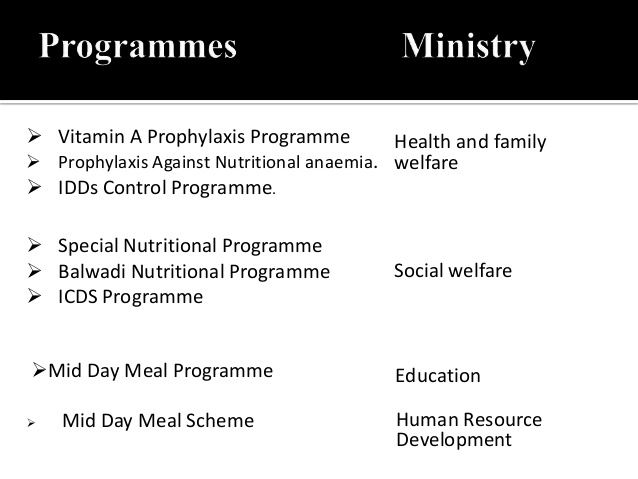 Programmes Ministry
➢ Vitamin A Prophylaxis Programme
➢ Prophylaxis Against Nutritional anaemia.
➢ IDDs Control Programme.
Health and family
welfare
➢ Special Nutritional Programme
➢ Balwadi Nutritional Programme
➢ ICDS Programme
Social welfare
➢Mid Day Meal Programme
Education
➢ Mid Day Meal Scheme
Human Resource
Development